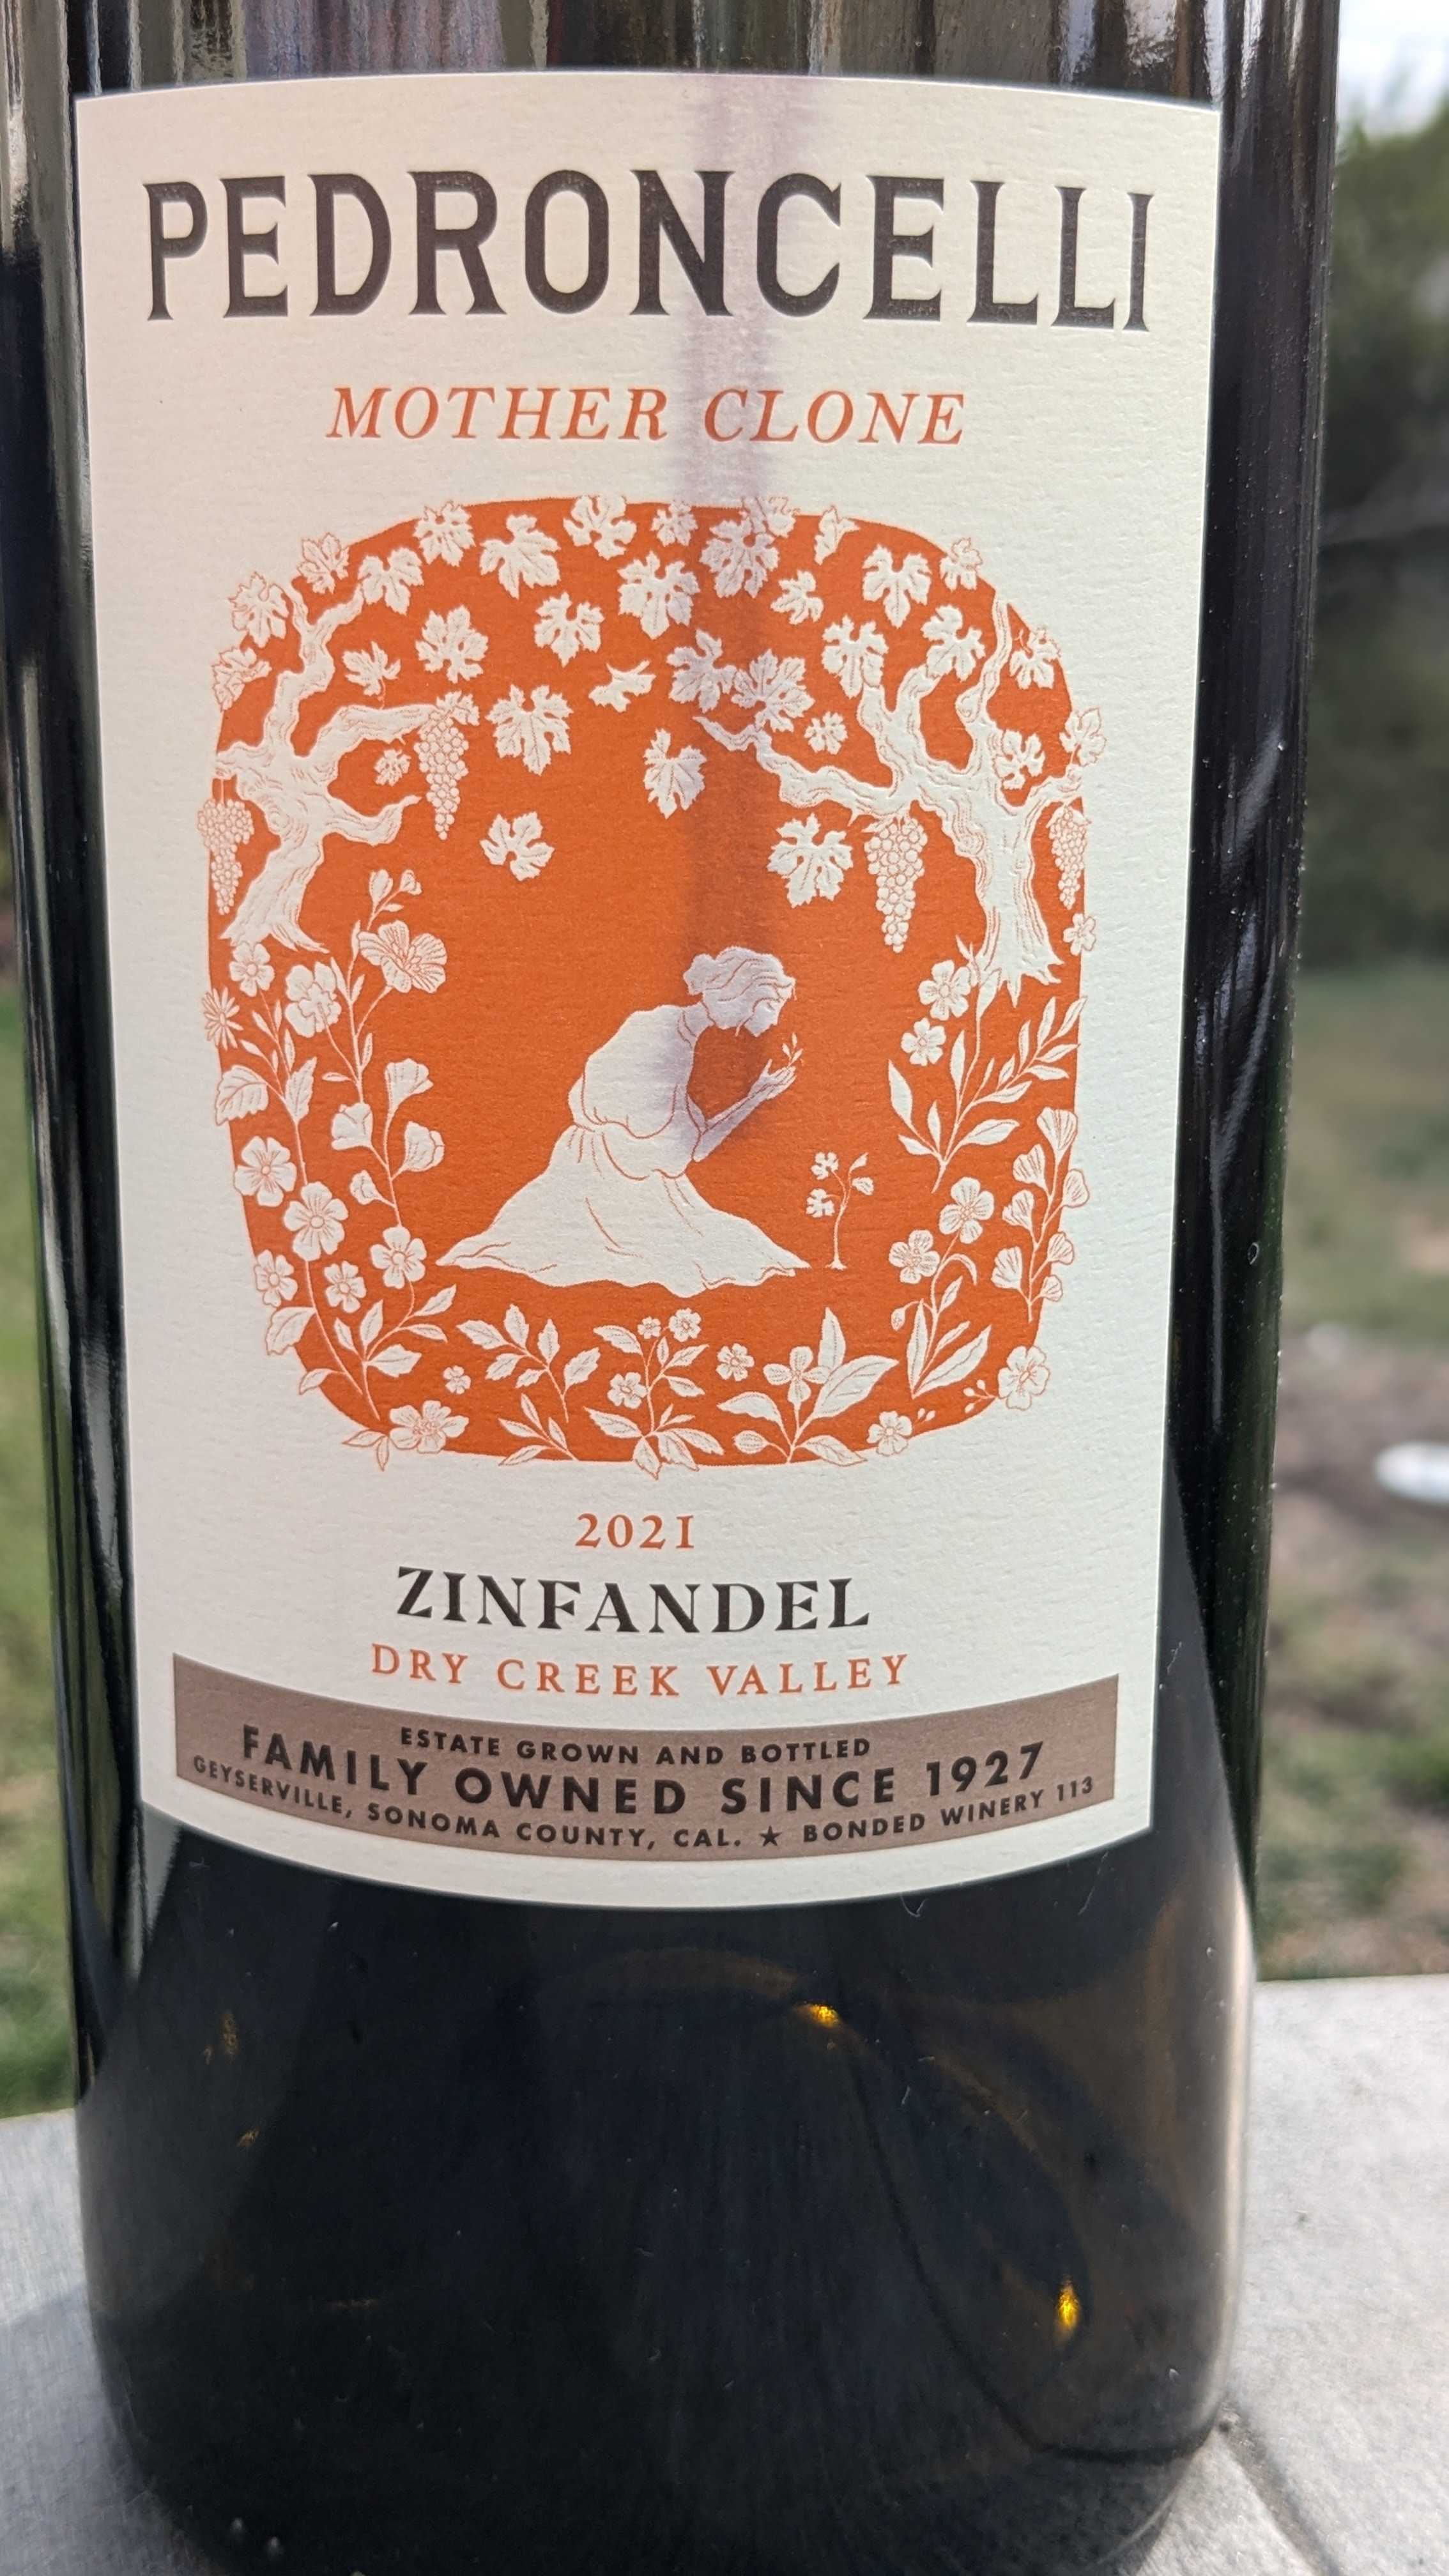 PEDRONCELLI
MOTHER CLONE
2021
ZINFANDEL
DRY CREEK VALLEY
ESTATE GROWN AND BOTTLED
FAMILY OWNED SINCE 1927
GEYSERVILLE, SONOMA COUNTY, CAL. ★ BONDED WINERY 113